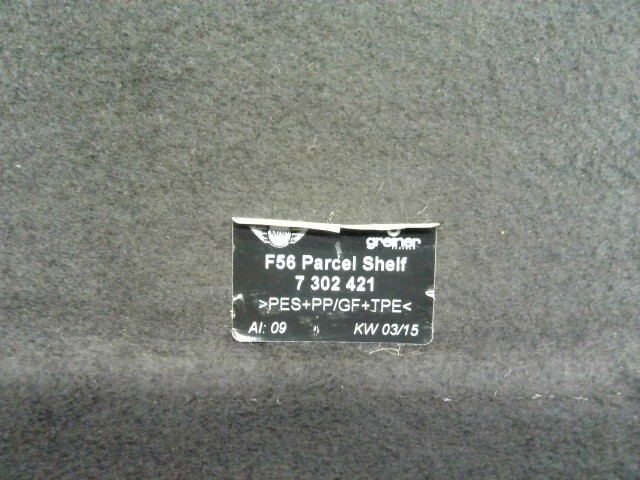 greiner
F56 Parcel Shelf
7 302 421
>PES+PP/GF+TPE<
AI: 09 KW 03/15